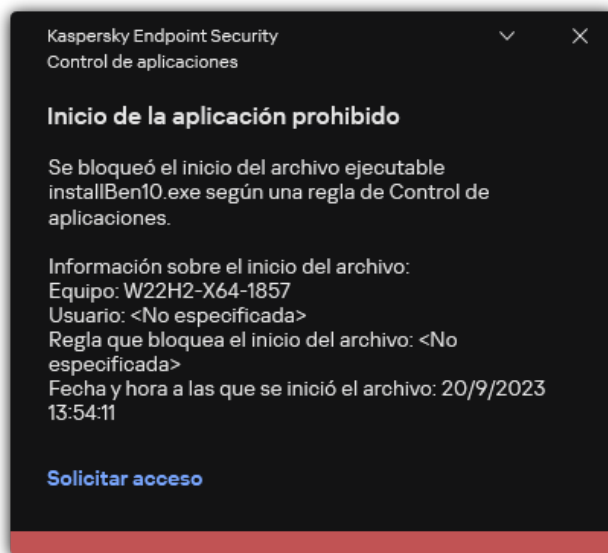 Kaspersky Endpoint Security
Control de aplicaciones
Inicio de la aplicación prohibido
Se bloqueó el inicio del archivo ejecutable
installBen10.exe según una regla de Control de
aplicaciones.
Información sobre el inicio del archivo:
Equipo: W22H2-X64-1857
Usuario: <No especificada>
Regla que bloquea el inicio del archivo: <No
especificada>
Fecha y hora a las que se inició el archivo: 20/9/2023
13:54:11
Solicitar acceso